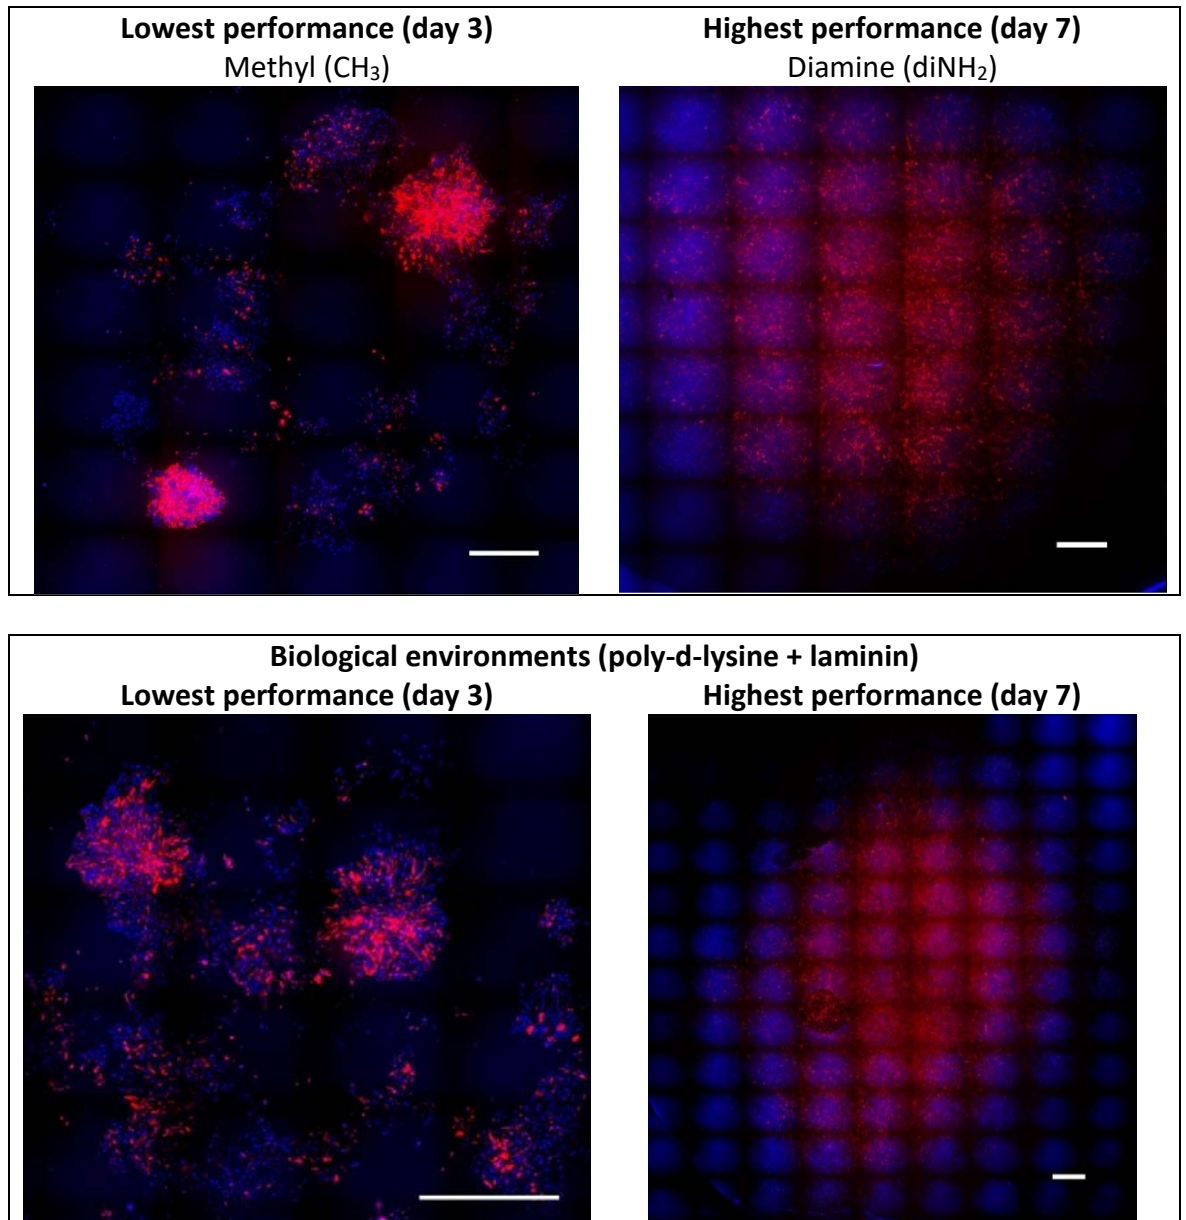 Lowest performance (day 3)
Methyl (CH₃)
Highest performance (day 7)
Diamine (diNH₂)
Biological environments (poly-d-lysine + laminin)
Lowest performance (day 3)
Highest performance (day 7)